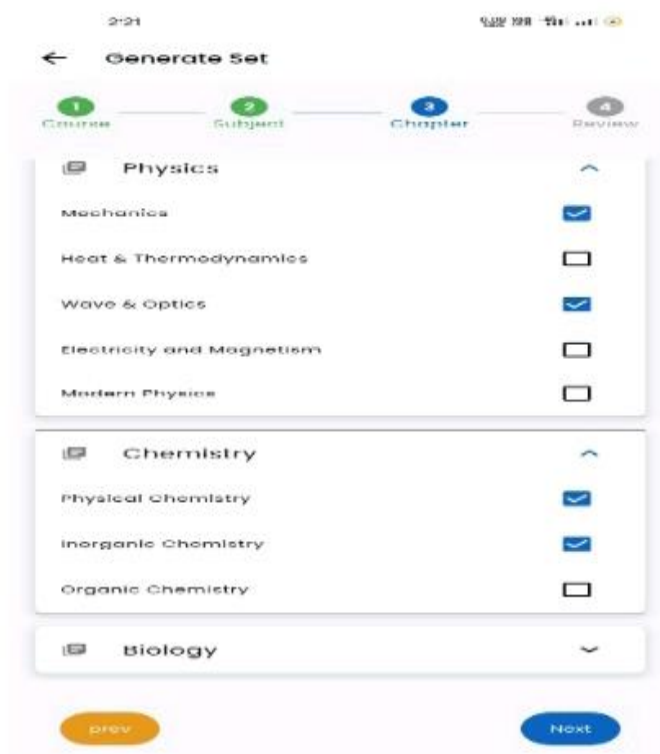 2:21
Generate Set
1 2 3 4
Course Subject Chapter Review
Physics
Mechanics
Heat & Thermodynamics
Wave & Optics
Electricity and Magnetism
Modern Physics
Chemistry
Physical Chemistry
Inorganic Chemistry
Organic Chemistry
Biology
prev Next